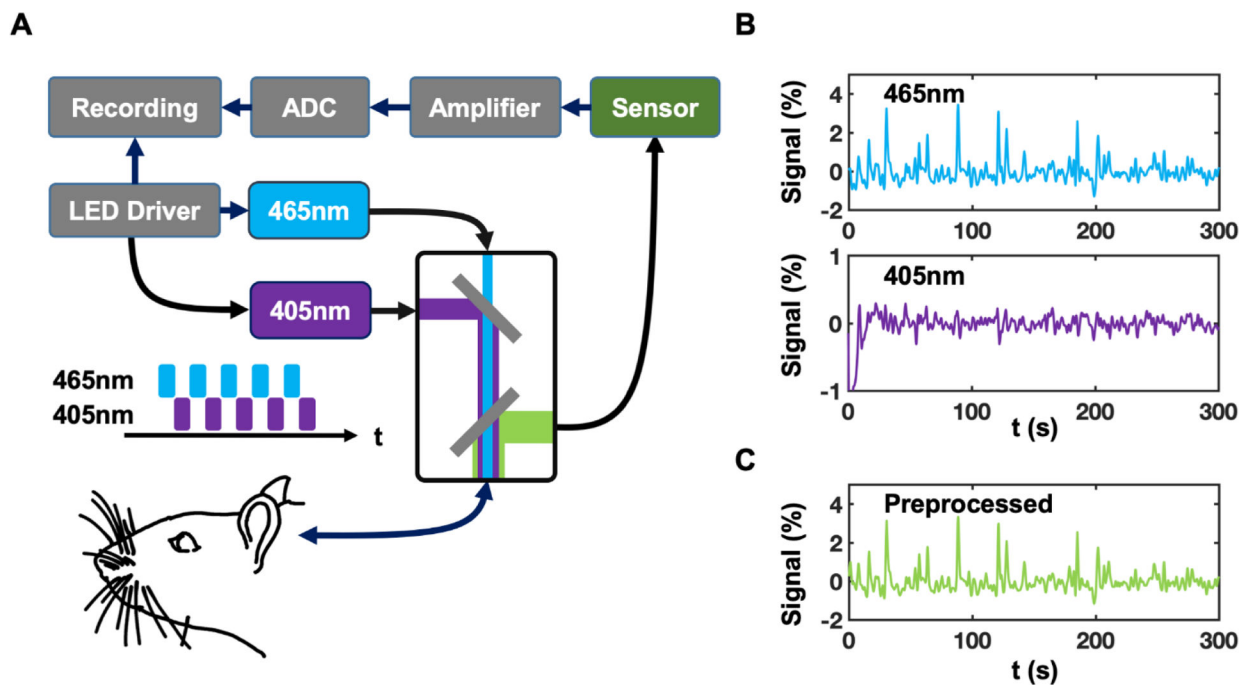 A
Recording
ADC
Amplifier
Sensor
LED Driver
465nm
405nm
465nm
405nm
t
B
465nm
Signal (%)
4
2
0
-2
0
100
200
300
405nm
Signal (%)
1
0
-1
0
100
200
300
t (s)
C
Preprocessed
Signal (%)
4
2
0
-2
0
100
200
300
t (s)